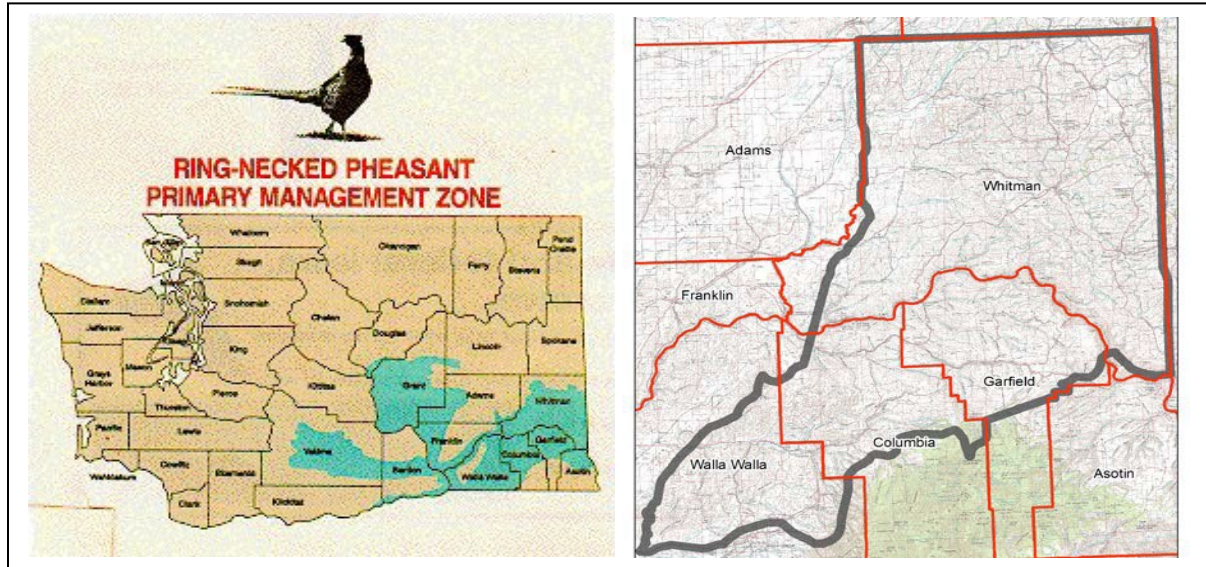 RING-NECKED PHEASANT
PRIMARY MANAGEMENT ZONE
Whatcom
Okanogan
Pend
Ferry
Stevens
Skagit
Clallam
Snohomish
Chelan
Douglas
Jefferson
King
Lincoln
Spokane
Mason
Grays
Harbor
Kittitas
Grant
Pierce
Adams
Whitman
Thurston
Pacific
Lewis
Yakima
Franklin
Garfield
Columbia
Benton
Cowlitz
Walla Walla
Asotin
Wahkiakum
Clark
Klickitat
Adams
Whitman
Franklin
Garfield
Columbia
Walla Walla
Asotin